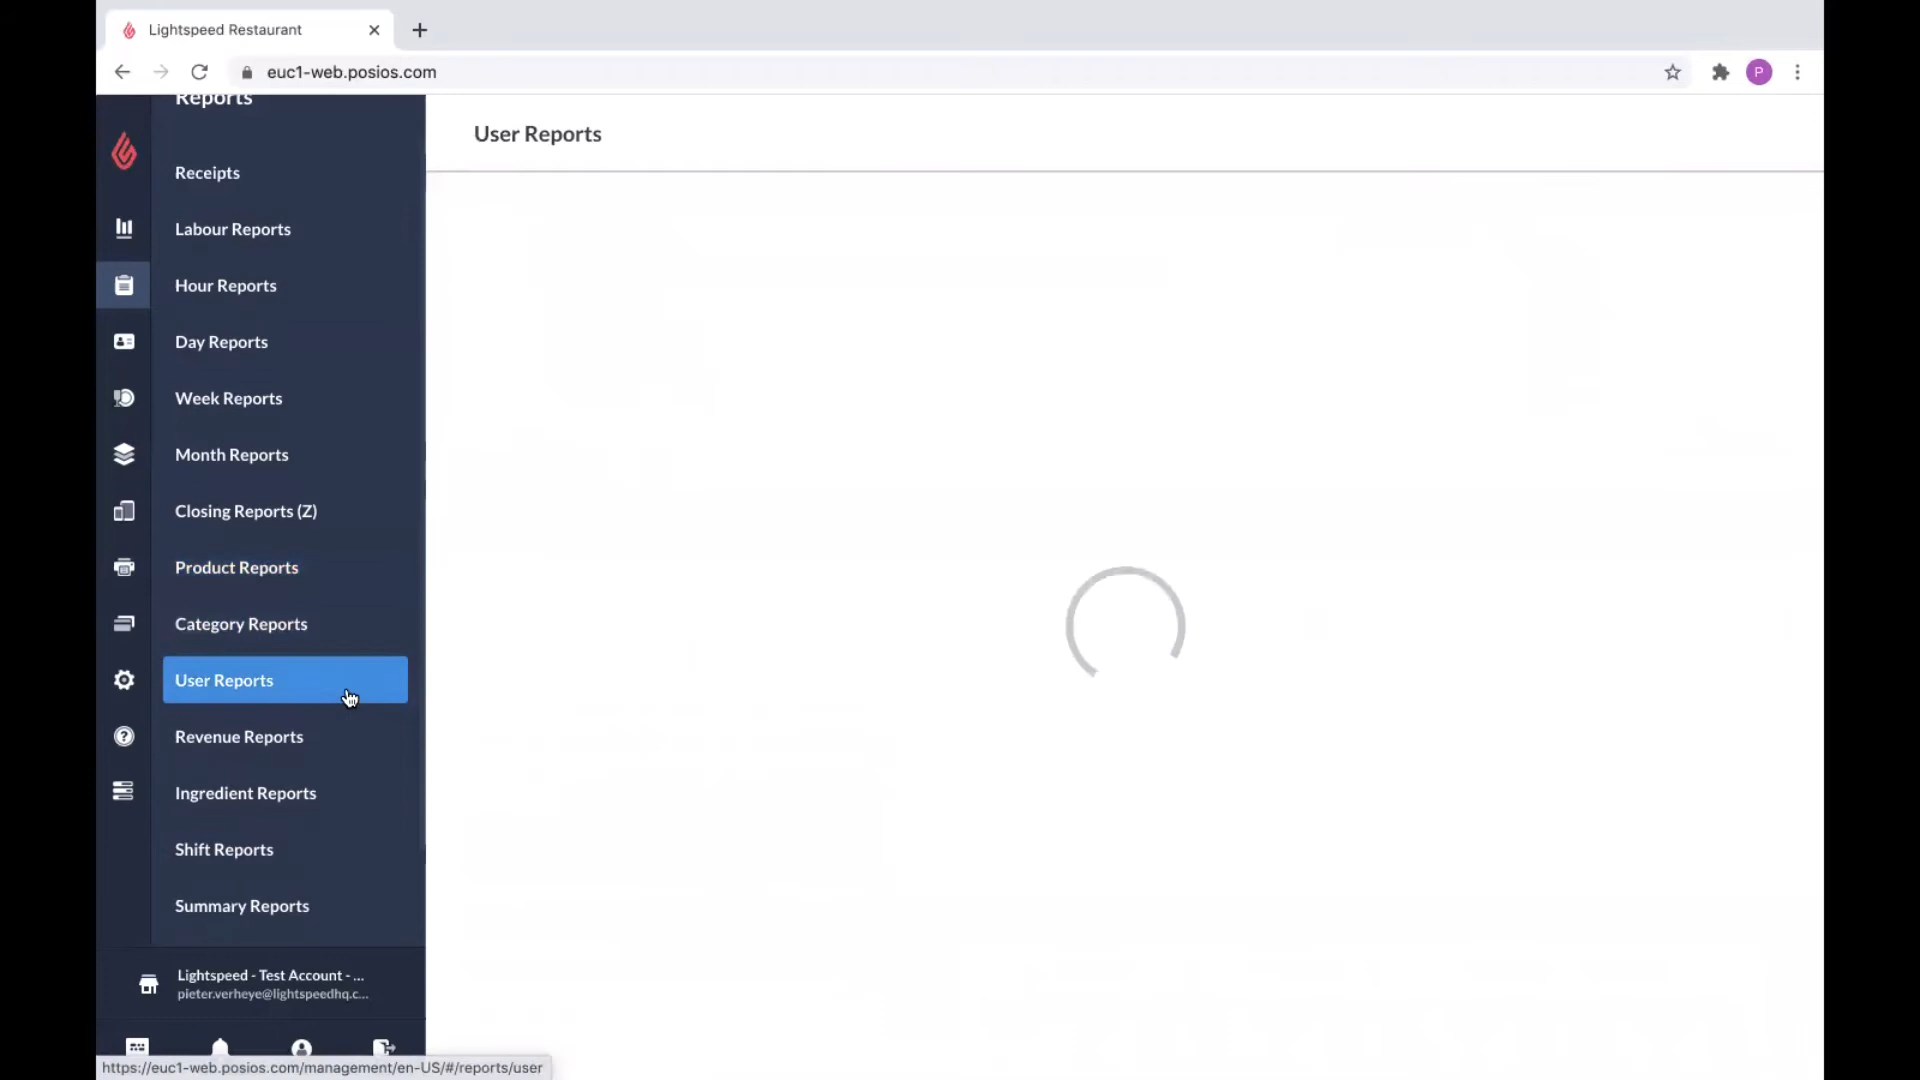 Lightspeed Restaurant
euc1-web.posios.com
P
Reports
Receipts
Labour Reports
Hour Reports
Day Reports
Week Reports
Month Reports
Closing Reports (Z)
Product Reports
Category Reports
User Reports
Revenue Reports
Ingredient Reports
Shift Reports
Summary Reports
Lightspeed - Test Account - ...
pieter.verheye@lightspeedhq.c...
https://euc1-web.posios.com/management/en-US/#/reports/user
User Reports